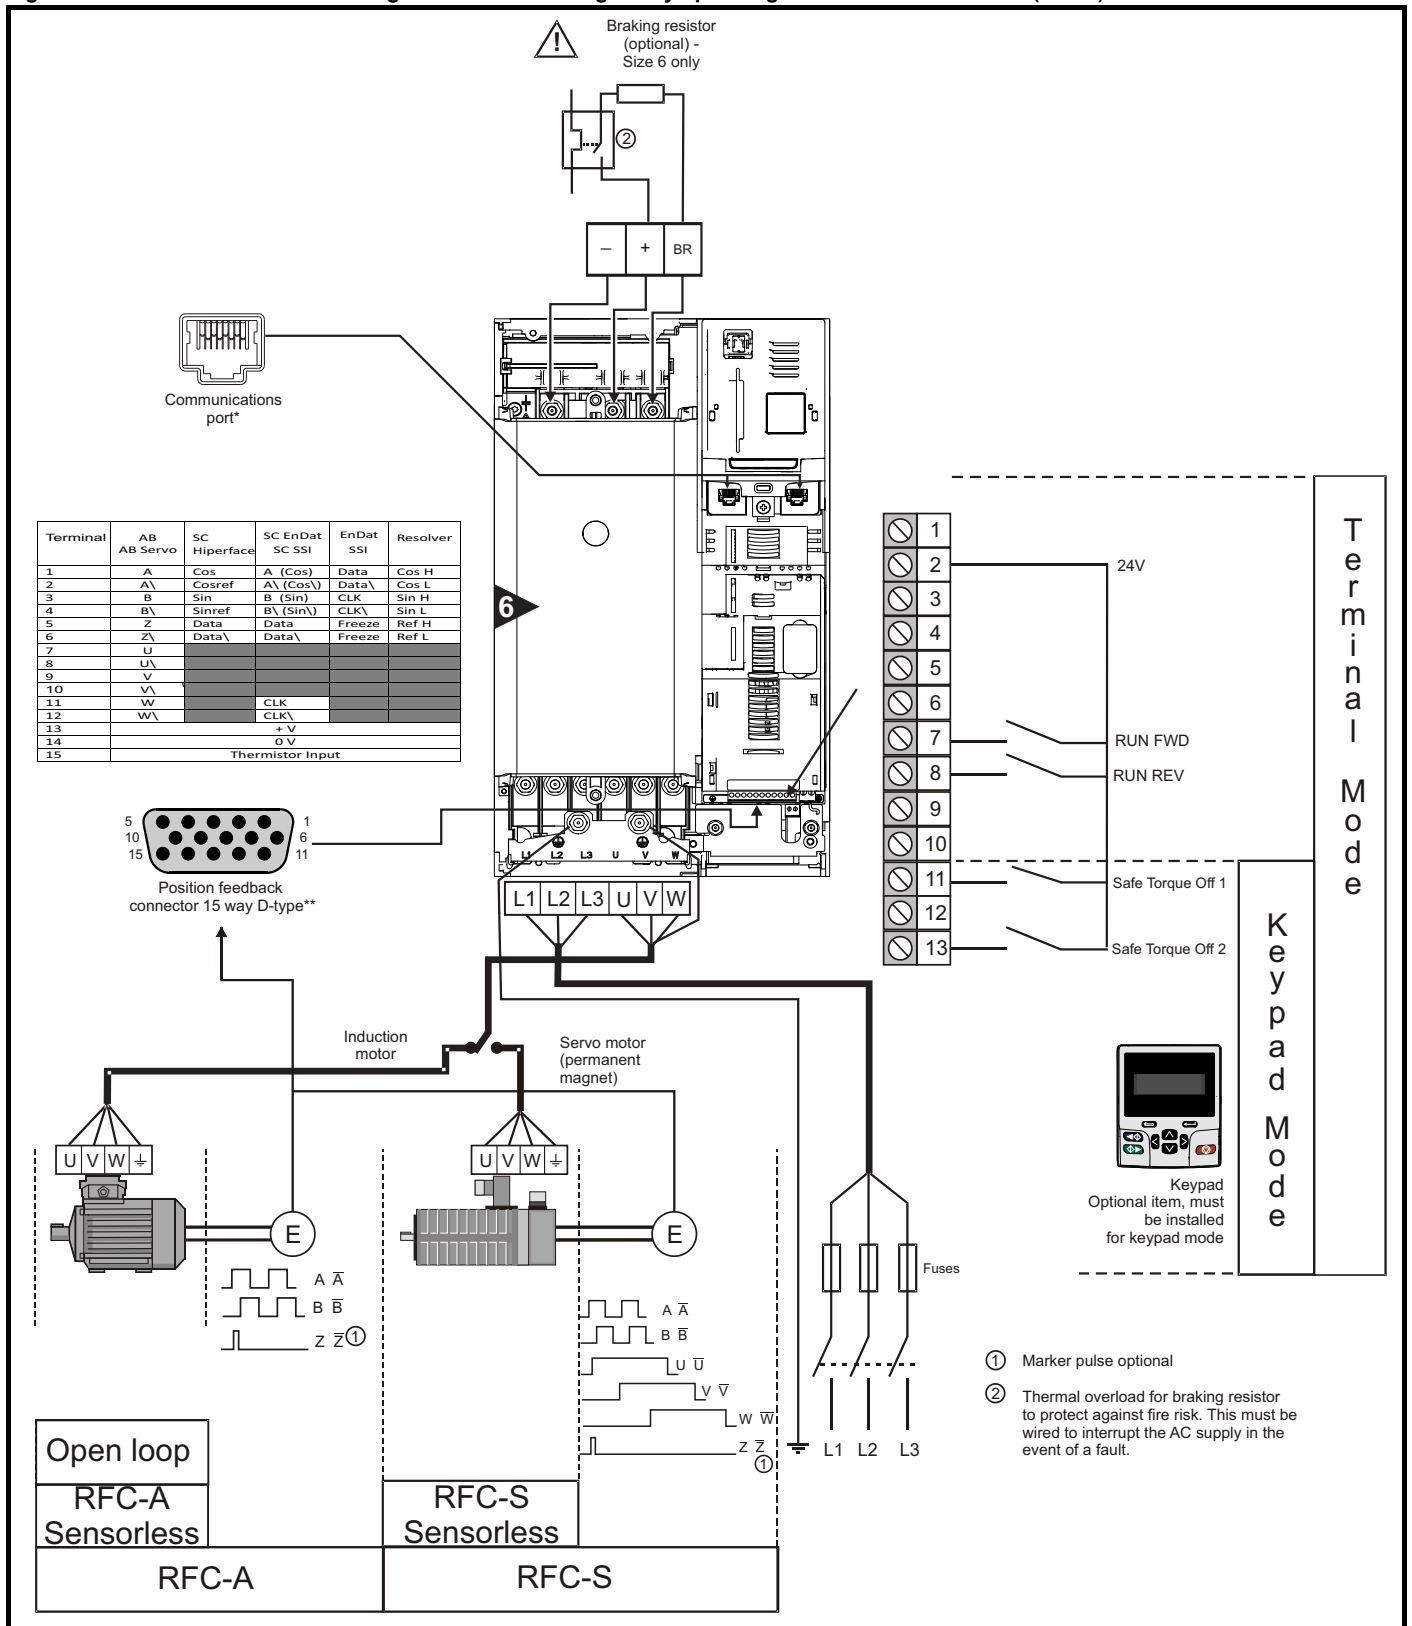 Braking resistor
(optional) -
Size 6 only
2
–
+
BR
Communications
port*
Terminal AB AB Servo SC Hiperface SC EnDat SC SSI EnDat SSI Resolver
1 A Cos A (Cos) Data Cos H
2 A\ Cosref A\ (Cos\) Data\ Cos L
3 B Sin B (Sin) CLK Sin H
4 B\ Sinref B\ (Sin\) CLK\ Sin L
5 Z Data Data Freeze Ref H
6 Z\ Data\ Data\ Freeze Ref L
7 U
8 U\
9 V
10 V\
11 W CLK
12 W\ CLK\
13 + V
14 0 V
15 Thermistor Input
6
1
2 24V
3
4
5
6
7 RUN FWD
8 RUN REV
9
10
11 Safe Torque Off 1
12
13 Safe Torque Off 2
Terminal Mode
Keypad Mode
5 1
10 6
15 11
Position feedback
connector 15 way D-type**
L1 L2 L3 U V W
L1 L2 L3 U V W
Induction
motor
Servo motor
(permanent
magnet)
U V W
U V W
E
E
A A̅
B B̅
Z Z̅ 1
A A̅
B B̅
U U̅
V V̅
W W̅
Z Z̅
1
Keypad
Optional item, must
be installed
for keypad mode
Fuses
L1 L2 L3
1 Marker pulse optional
2 Thermal overload for braking resistor
to protect against fire risk. This must be
wired to interrupt the AC supply in the
event of a fault.
Open loop
RFC-A
Sensorless
RFC-S
Sensorless
RFC-A
RFC-S